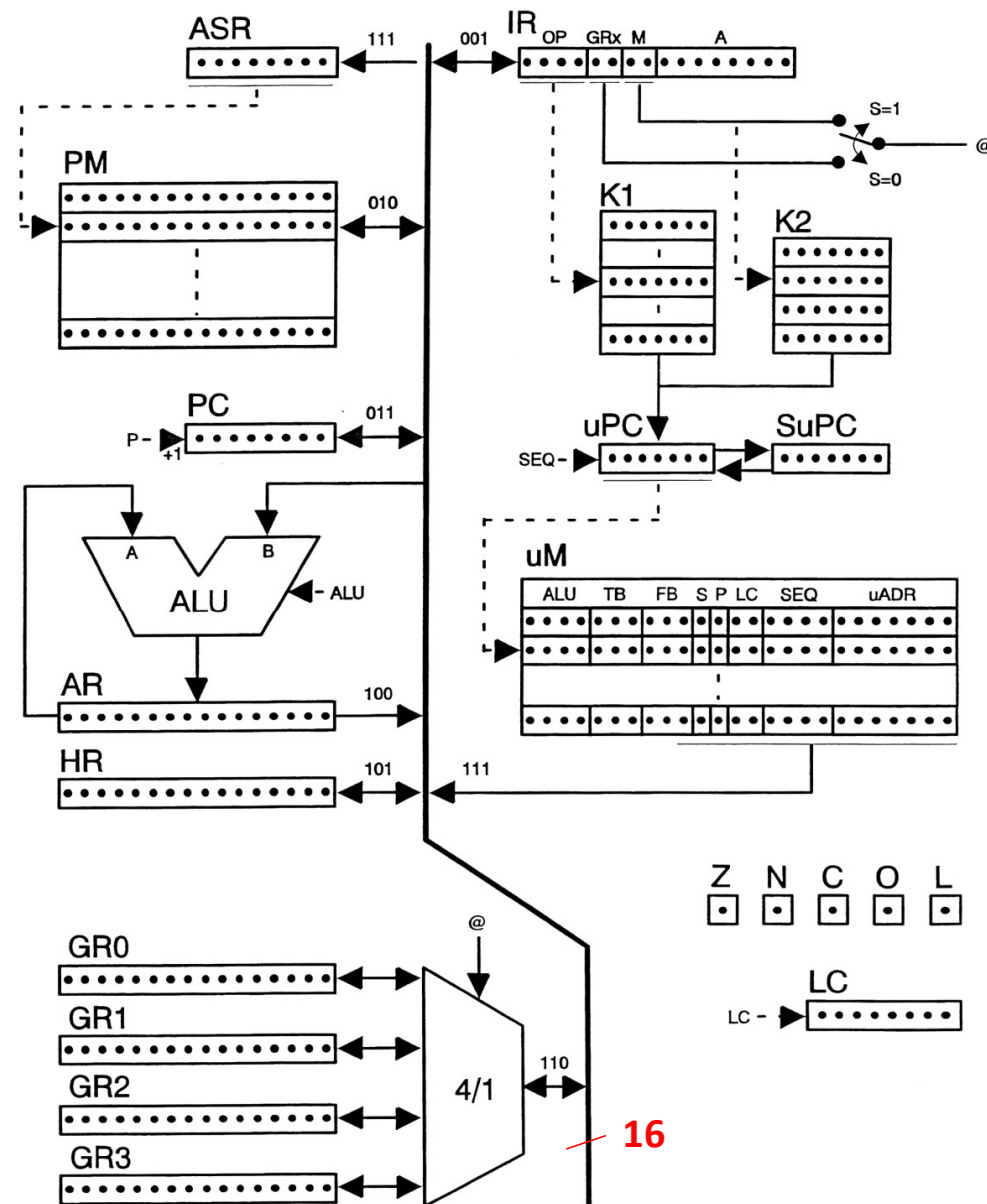 ASR
111
001
IR
OP GRx M A
S=1
@
S=0
PM
010
K1
K2
PC
011
P
+1
uPC
SuPC
SEQ
A
B
ALU
ALU
uM
ALU TB FB S P LC SEQ uADR
AR
100
HR
101
111
Z N C O L
@
LC
LC
GR0
GR1
GR2
GR3
4/1
110
16